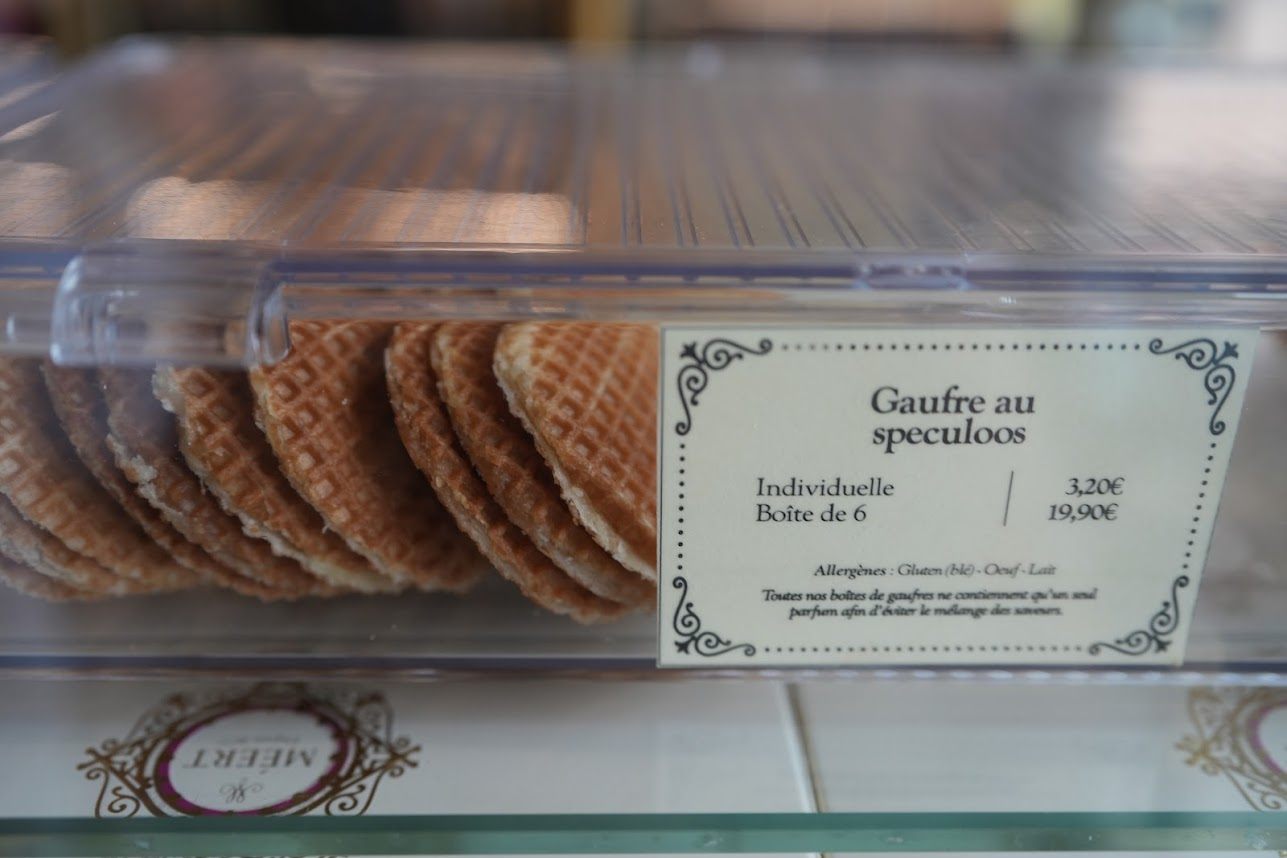 Gaufre au
speculoos
Individuelle 3,20€
Boîte de 6 19,90€
Allergènes : Gluten (blé) - Oeuf - Lait
Toutes nos boîtes de gaufres ne contiennent qu'un seul
parfum afin d'éviter le mélange des saveurs.
MÉERT